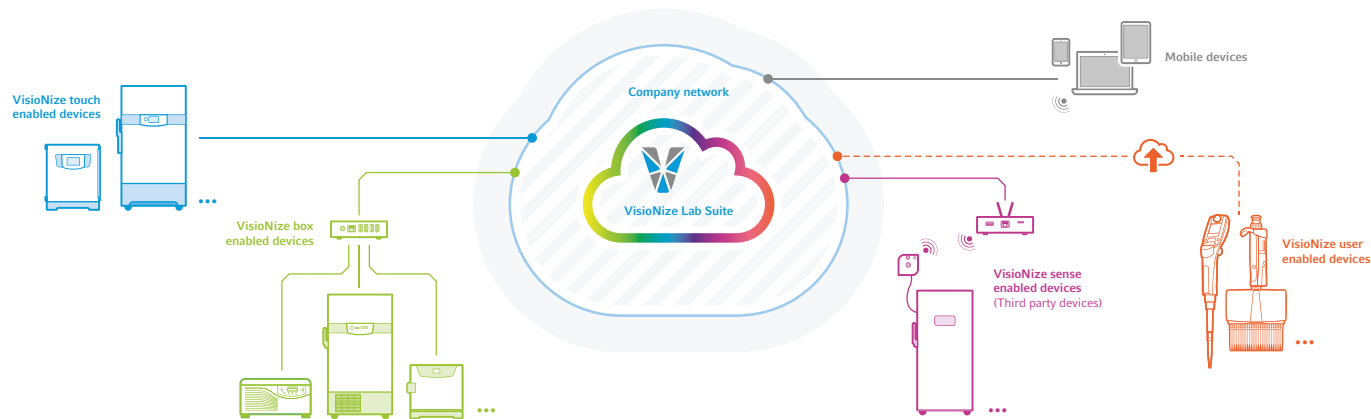 Company network
VisioNize Lab Suite
VisioNize touch
enabled devices
VisioNize box
enabled devices
Mobile devices
VisioNize sense
enabled devices
(Third party devices)
VisioNize user
enabled devices